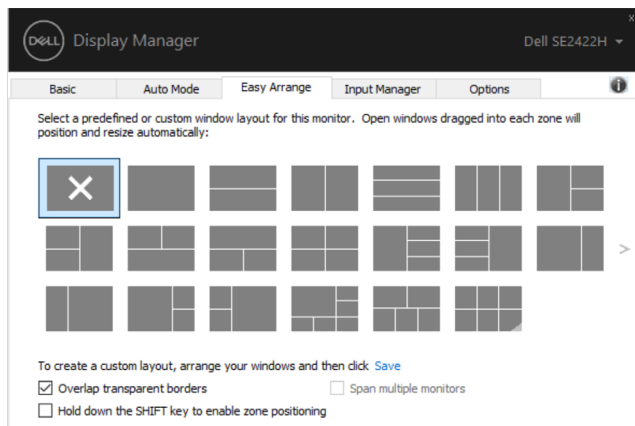 DELL Display Manager
Dell SE2422H
Basic Auto Mode Easy Arrange Input Manager Options
Select a predefined or custom window layout for this monitor. Open windows dragged into each zone will
position and resize automatically:
To create a custom layout, arrange your windows and then click Save
Overlap transparent borders
Span multiple monitors
Hold down the SHIFT key to enable zone positioning